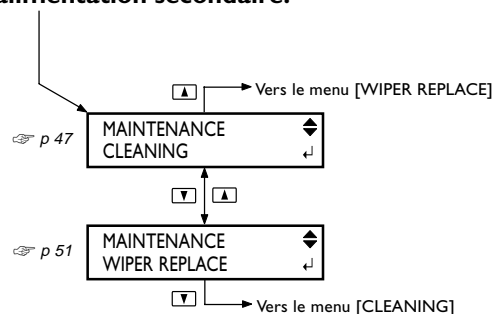 alimentation secondaire.
Vers le menu [WIPER REPLACE]
☞ p 47
MAINTENANCE
CLEANING
☞ p 51
MAINTENANCE
WIPER REPLACE
Vers le menu [CLEANING]